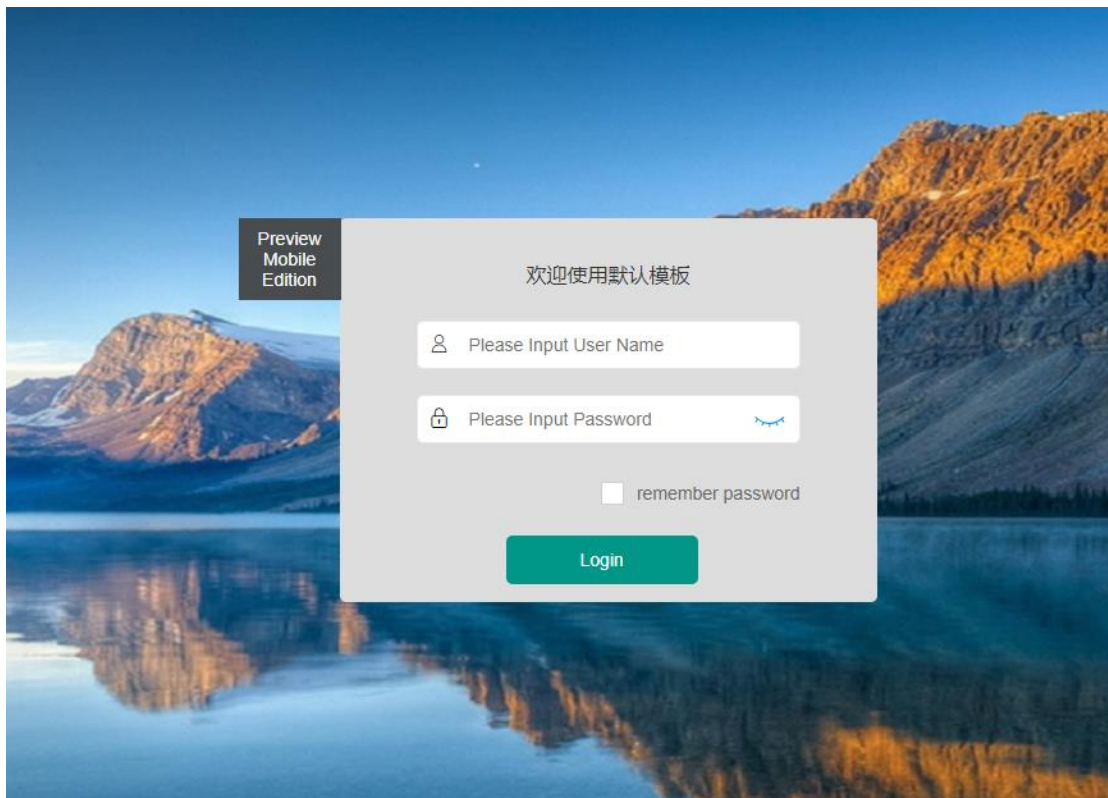 Preview
Mobile
Edition
欢迎使用默认模板
Please Input User Name
Please Input Password
remember password
Login